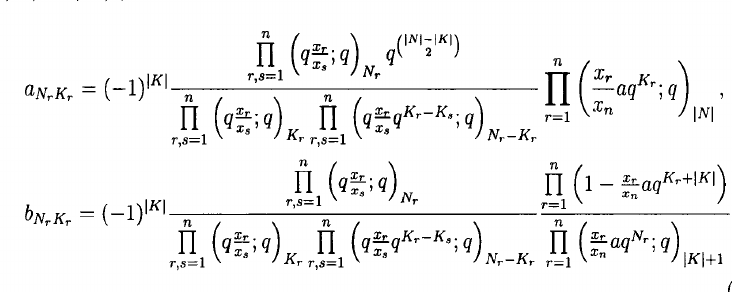 a_{N_r K_r} = (-1)^{|K|} \frac{\prod_{r,s=1}^{n} \left( q \frac{x_r}{x_s}; q \right)_{N_r} q^{\binom{|N|-|K|}{2}}}{\prod_{r,s=1}^{n} \left( q \frac{x_r}{x_s}; q \right)_{K_r} \prod_{r,s=1}^{n} \left( q \frac{x_r}{x_s} q^{K_r - K_s}; q \right)_{N_r - K_r}} \prod_{r=1}^{n} \left( \frac{x_r}{x_n} a q^{K_r}; q \right)_{|N|},
b_{N_r K_r} = (-1)^{|K|} \frac{\prod_{r,s=1}^{n} \left( q \frac{x_r}{x_s}; q \right)_{N_r}}{\prod_{r,s=1}^{n} \left( q \frac{x_r}{x_s}; q \right)_{K_r} \prod_{r,s=1}^{n} \left( q \frac{x_r}{x_s} q^{K_r - K_s}; q \right)_{N_r - K_r}} \frac{\prod_{r=1}^{n} \left( 1 - \frac{x_r}{x_n} a q^{K_r + |K|} \right)}{\prod_{r=1}^{n} \left( \frac{x_r}{x_n} a q^{N_r}; q \right)_{|K|+1}}